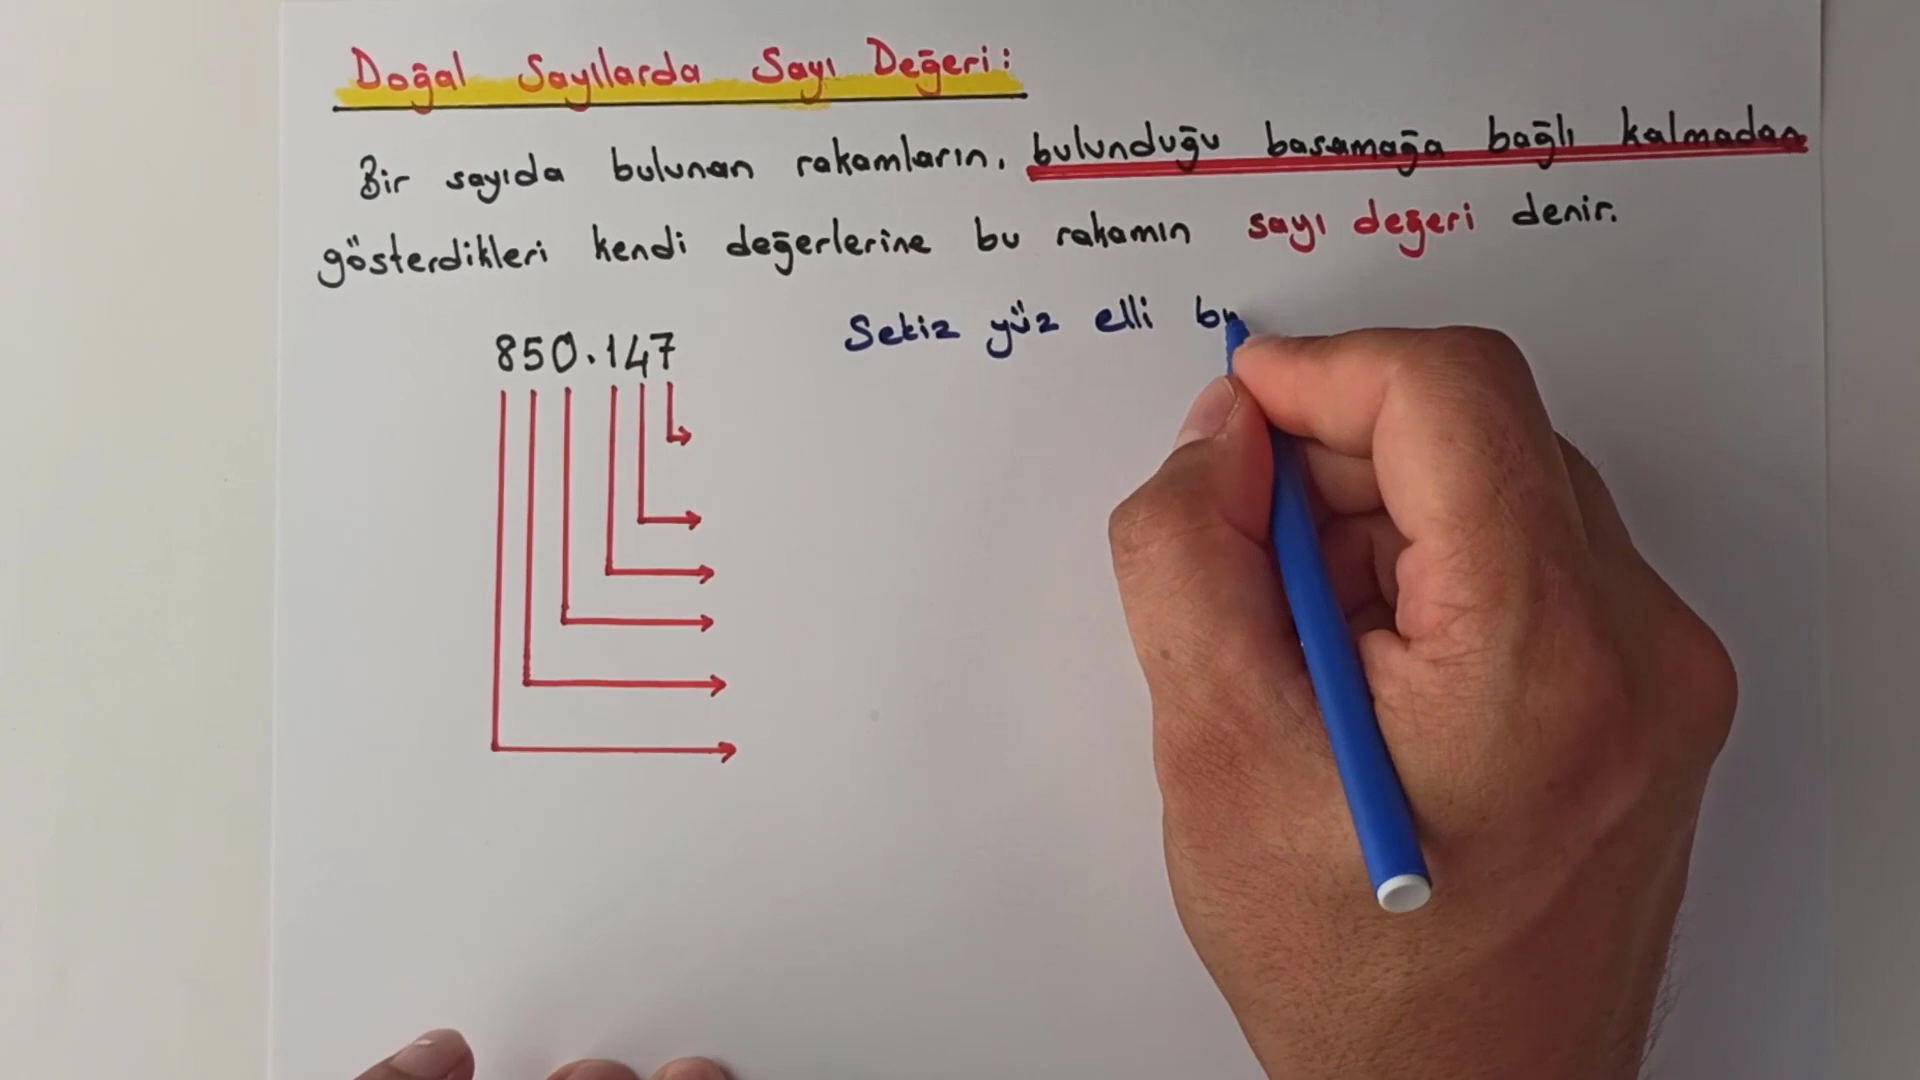 Doğal Sayılarda Sayı Değeri:
Bir sayıda bulunan rakamların, bulunduğu basamağa bağlı kalmadan
gösterdikleri kendi değerlerine bu rakamın sayı değeri denir.
850.147 Sekiz yüz elli